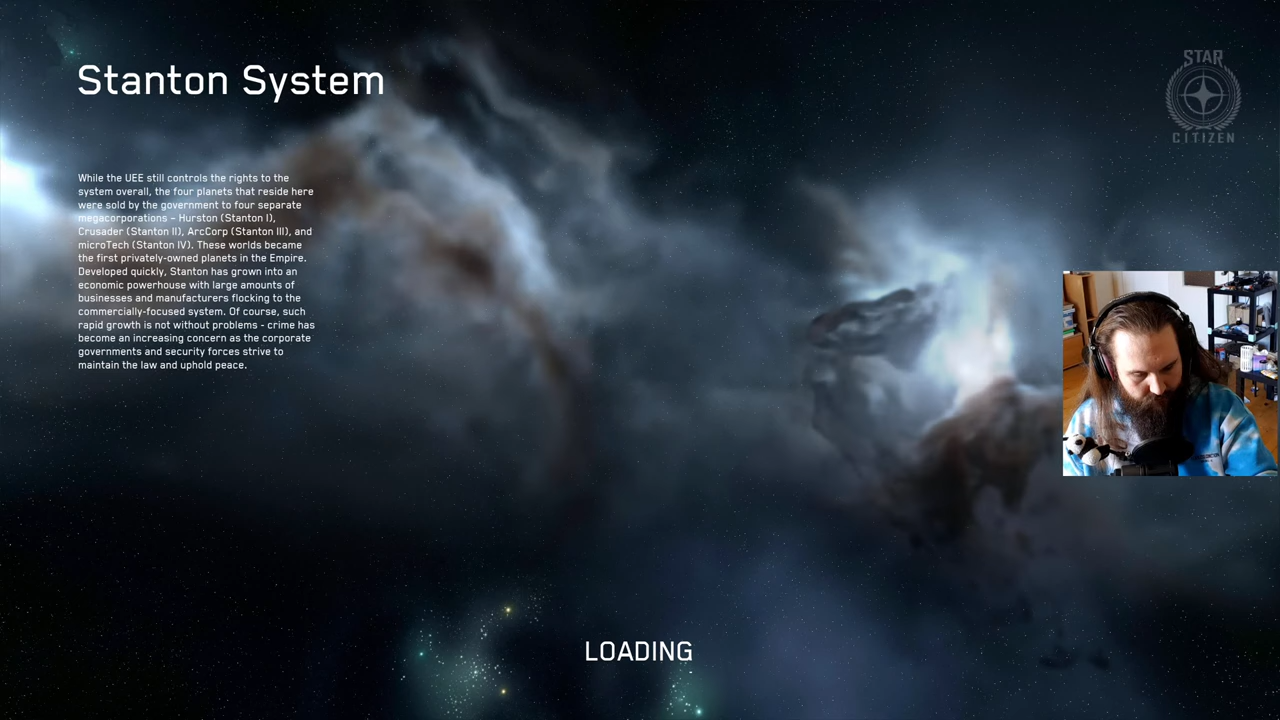 Stanton System
STAR
CITIZEN
While the UEE still controls the rights to the
system overall, the four planets that reside here
were sold by the government to four separate
megacorporations – Hurston (Stanton I),
Crusader (Stanton II), ArcCorp (Stanton III), and
microTech (Stanton IV). These worlds became
the first privately-owned planets in the Empire.
Developed quickly, Stanton has grown into an
economic powerhouse with large amounts of
businesses and manufacturers flocking to the
commercially-focused system. Of course, such
rapid growth is not without problems - crime has
become an increasing concern as the corporate
governments and security forces strive to
maintain the law and uphold peace.
LOADING